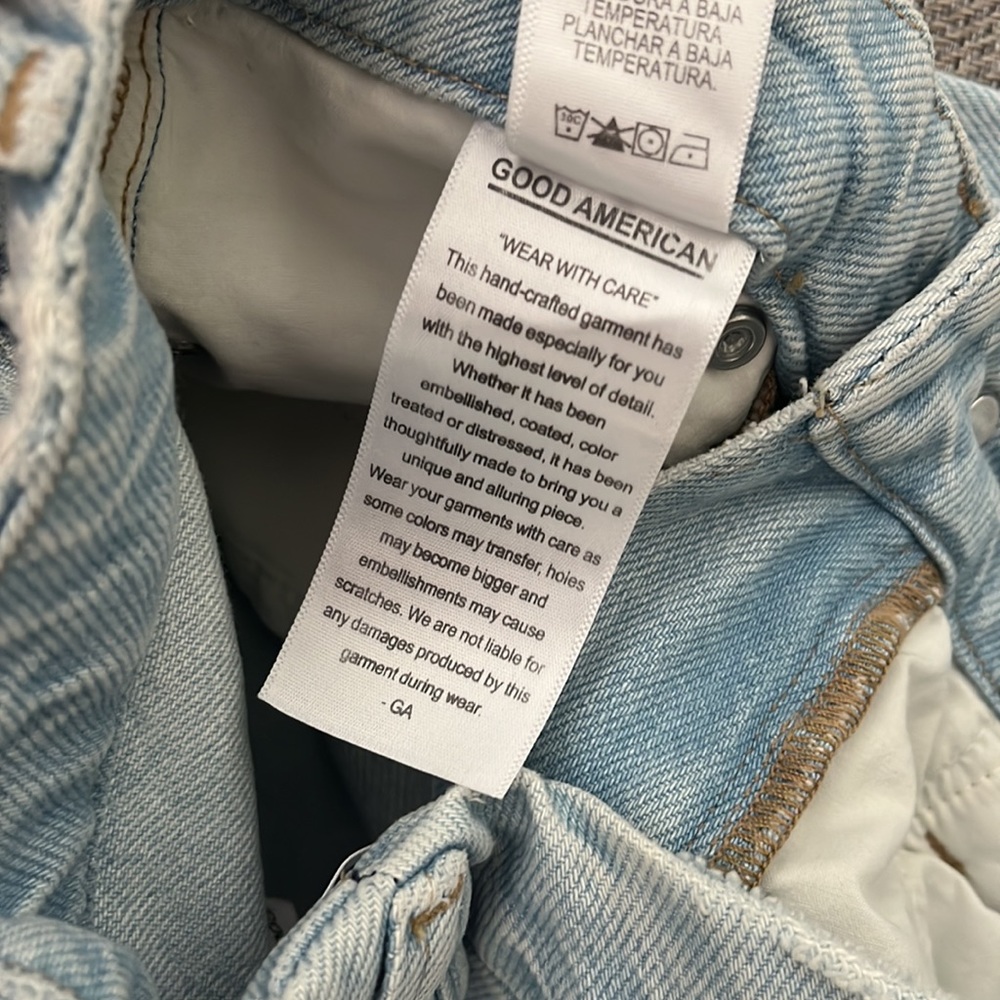 A BAJA
TEMPERATURA
PLANCHAR A BAJA
TEMPERATURA.
30C
GOOD AMERICAN
"WEAR WITH CARE"
This hand-crafted garment has
been made especially for you
with the highest level of detail.
Whether it has been
embellished, coated, color
treated or distressed, it has been
thoughtfully made to bring you a
unique and alluring piece.
Wear your garments with care as
some colors may transfer, holes
may become bigger and
embellishments may cause
scratches. We are not liable for
any damages produced by this
garment during wear.
- GA